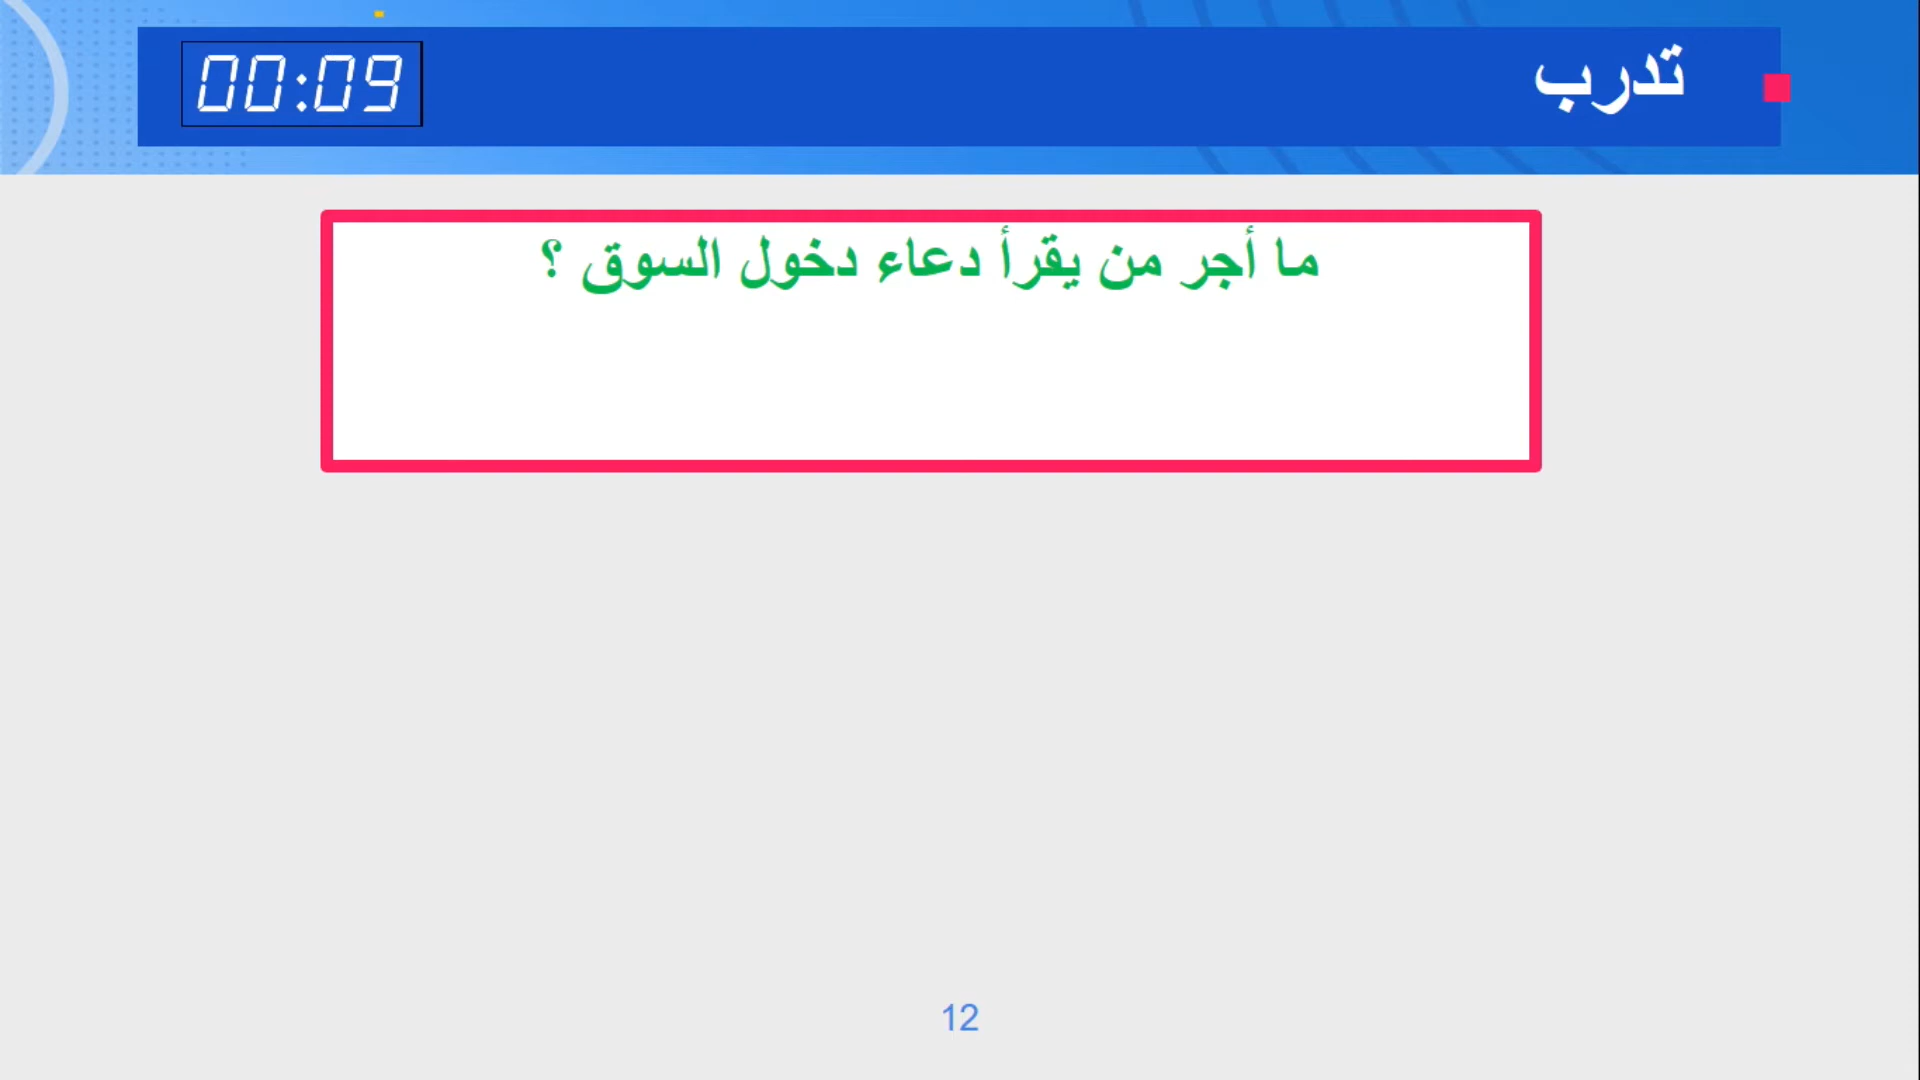 تدرب
00:09
ما أجر من يقرأ دعاء دخول السوق ؟
12